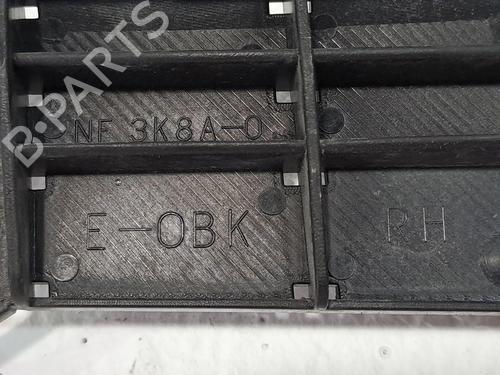 B-Parts
NF 3K8A-0
E-OBK
RH